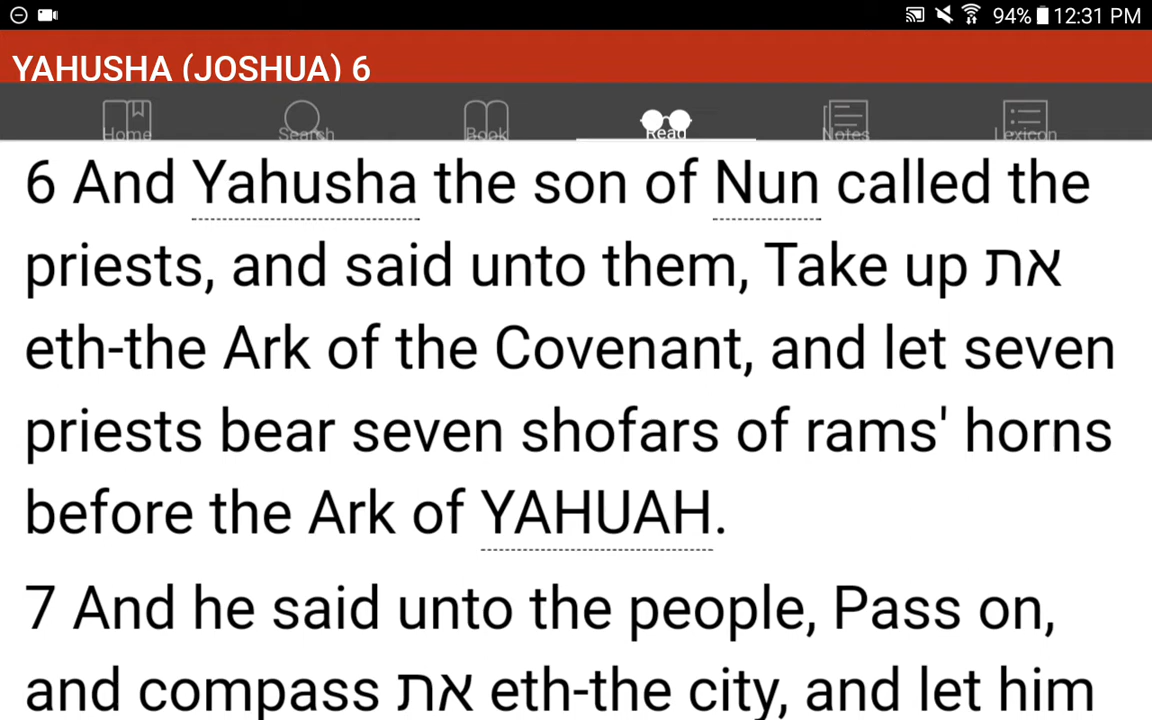 94% 12:31 PM
YAHUSHA (JOSHUA) 6
Home Search Book Read Notes Lexicon
6 And Yahusha the son of Nun called the
priests, and said unto them, Take up את
eth-the Ark of the Covenant, and let seven
priests bear seven shofars of rams' horns
before the Ark of YAHUAH.
7 And he said unto the people, Pass on,
and compass את eth-the city, and let him